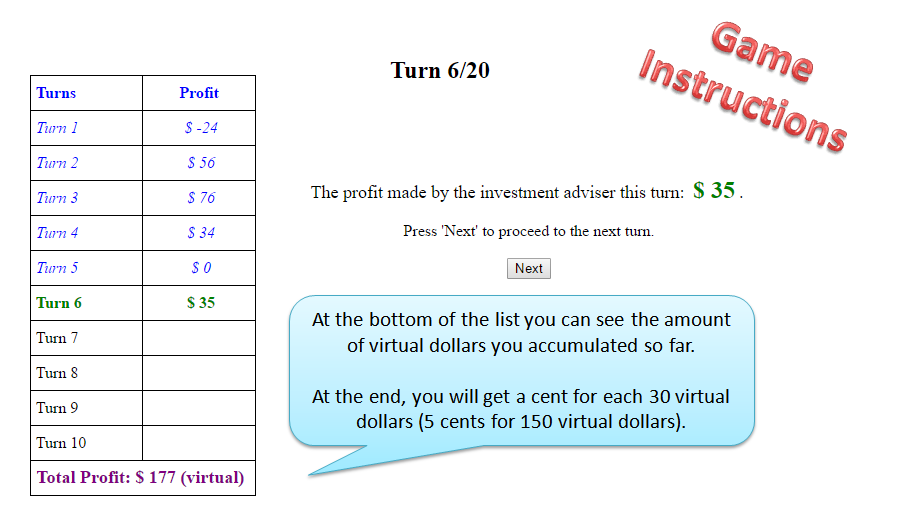 Game
Instructions
Turn 6/20
Turns Profit
Turn 1 $ -24
Turn 2 $ 56
Turn 3 $ 76
Turn 4 $ 34
Turn 5 $ 0
Turn 6 $ 35
Turn 7
Turn 8
Turn 9
Turn 10
Total Profit: $ 177 (virtual)
The profit made by the investment adviser this turn: $ 35 .
Press 'Next' to proceed to the next turn.
Next
At the bottom of the list you can see the amount
of virtual dollars you accumulated so far.
At the end, you will get a cent for each 30 virtual
dollars (5 cents for 150 virtual dollars).